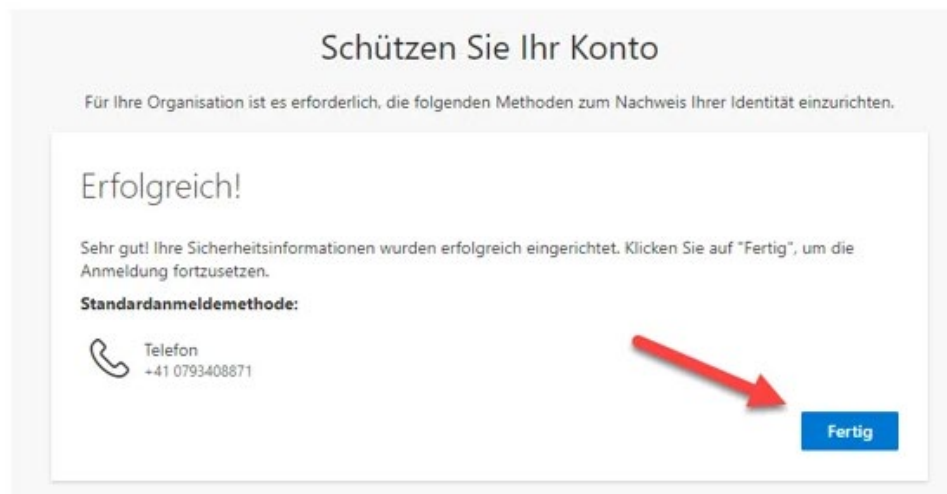 Schützen Sie Ihr Konto
Für Ihre Organisation ist es erforderlich, die folgenden Methoden zum Nachweis Ihrer Identität einzurichten.
Erfolgreich!
Sehr gut! Ihre Sicherheitsinformationen wurden erfolgreich eingerichtet. Klicken Sie auf "Fertig", um die
Anmeldung fortzusetzen.
Standardanmeldemethode:
Telefon
+41 0793408871
Fertig